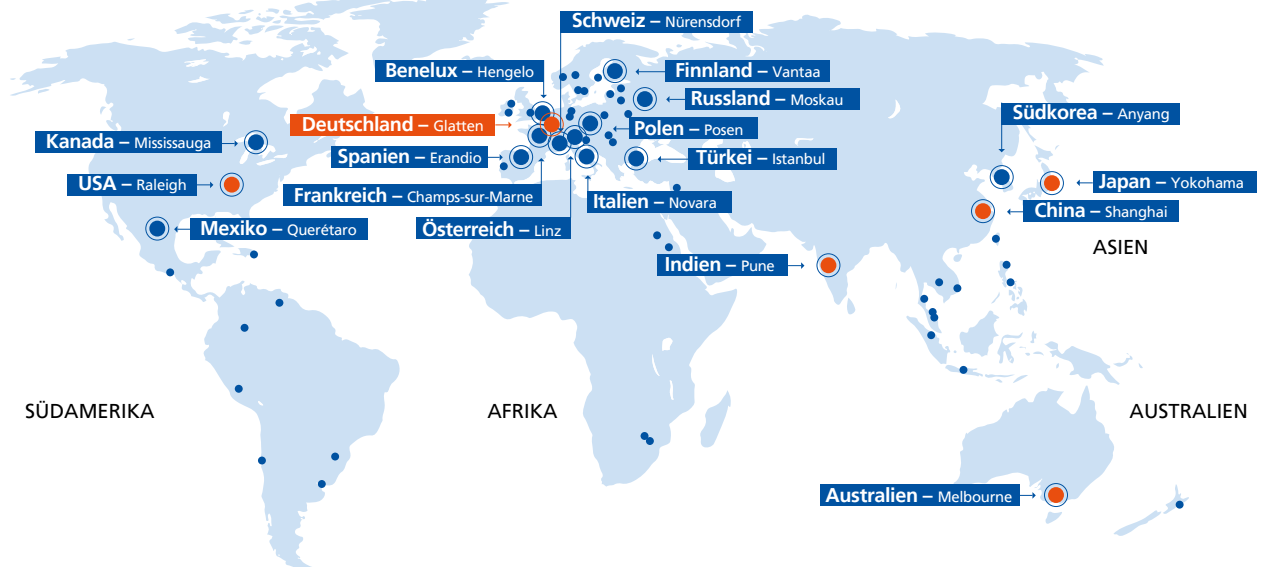 Schweiz – Nürensdorf
Benelux – Hengelo
Finnland – Vantaa
Russland – Moskau
Südkorea – Anyang
Deutschland – Glatten
Polen – Posen
Kanada – Mississauga
Spanien – Erandio
Türkei – Istanbul
USA – Raleigh
Japan – Yokohama
Frankreich – Champs-sur-Marne
Italien – Novara
China – Shanghai
Mexiko – Querétaro
Österreich – Linz
ASIEN
Indien – Pune
SÜDAMERIKA
AFRIKA
AUSTRALIEN
Australien – Melbourne